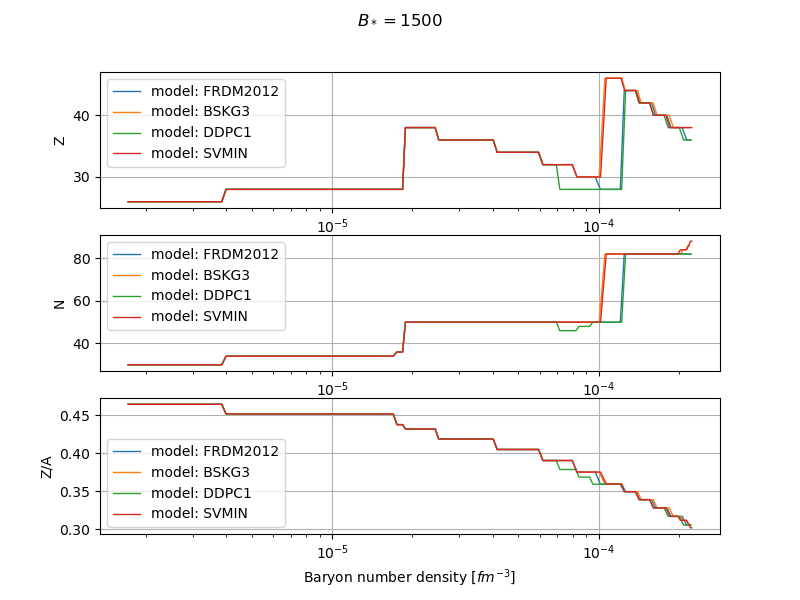 B* = 1500
model: FRDM2012
model: BSKG3
model: DDPC1
model: SVMIN
Z
40
30
10⁻⁵
10⁻⁴
model: FRDM2012
model: BSKG3
model: DDPC1
model: SVMIN
N
80
60
40
10⁻⁵
10⁻⁴
model: FRDM2012
model: BSKG3
model: DDPC1
model: SVMIN
Z/A
0.45
0.40
0.35
0.30
10⁻⁵
10⁻⁴
Baryon number density [fm⁻³]